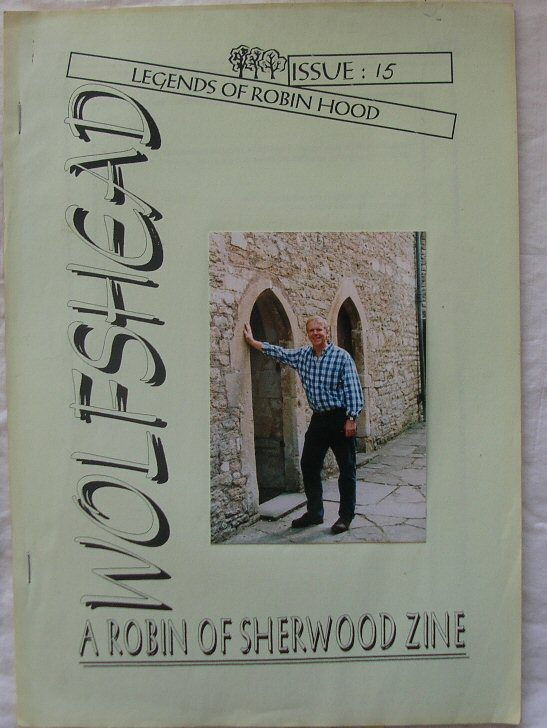 ISSUE: 15
LEGENDS OF ROBIN HOOD
WOLFSHEAD
A ROBIN OF SHERWOOD ZINE